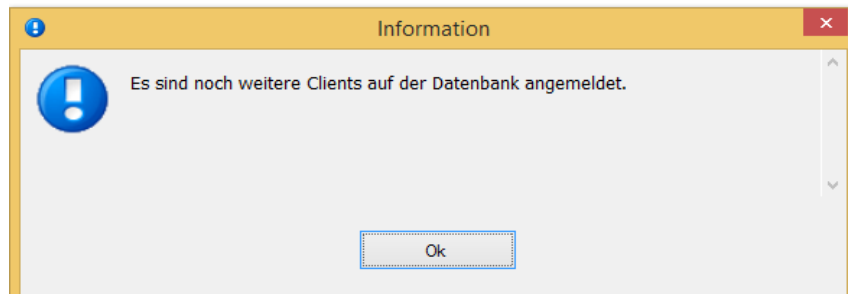 Information
Es sind noch weitere Clients auf der Datenbank angemeldet.
Ok